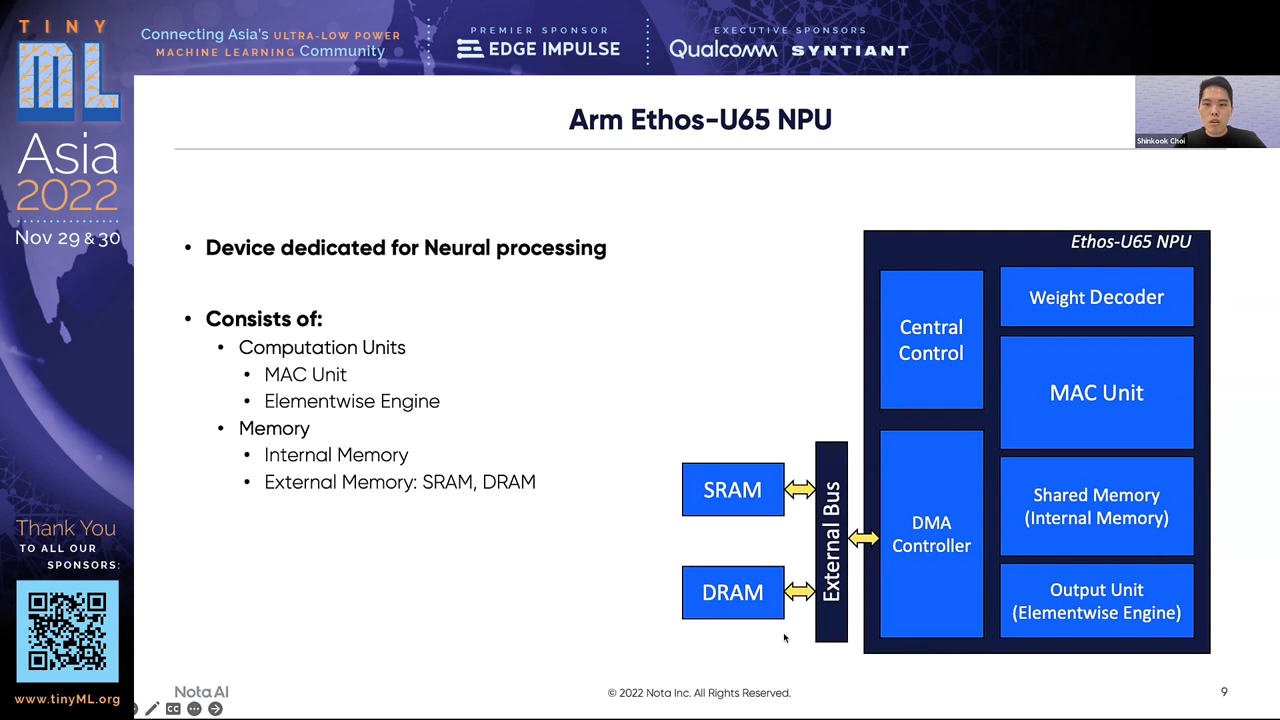 TINY
ML
Asia
2022
Nov 29 & 30
Connecting Asia's ULTRA-LOW POWER
MACHINE LEARNING Community
PREMIER SPONSOR
EDGE IMPULSE
EXECUTIVE SPONSORS
Qualcomm SYNTIANT
Arm Ethos-U65 NPU
Shinkook Choi
• Device dedicated for Neural processing
• Consists of:
• Computation Units
• MAC Unit
• Elementwise Engine
• Memory
• Internal Memory
• External Memory: SRAM, DRAM
Ethos-U65 NPU
Central
Control
Weight Decoder
MAC Unit
SRAM
DRAM
External Bus
DMA
Controller
Shared Memory
(Internal Memory)
Output Unit
(Elementwise Engine)
Thank You
TO ALL OUR
SPONSORS:
www.tinyML.org
Nota AI
CC
© 2022 Nota Inc. All Rights Reserved.
9